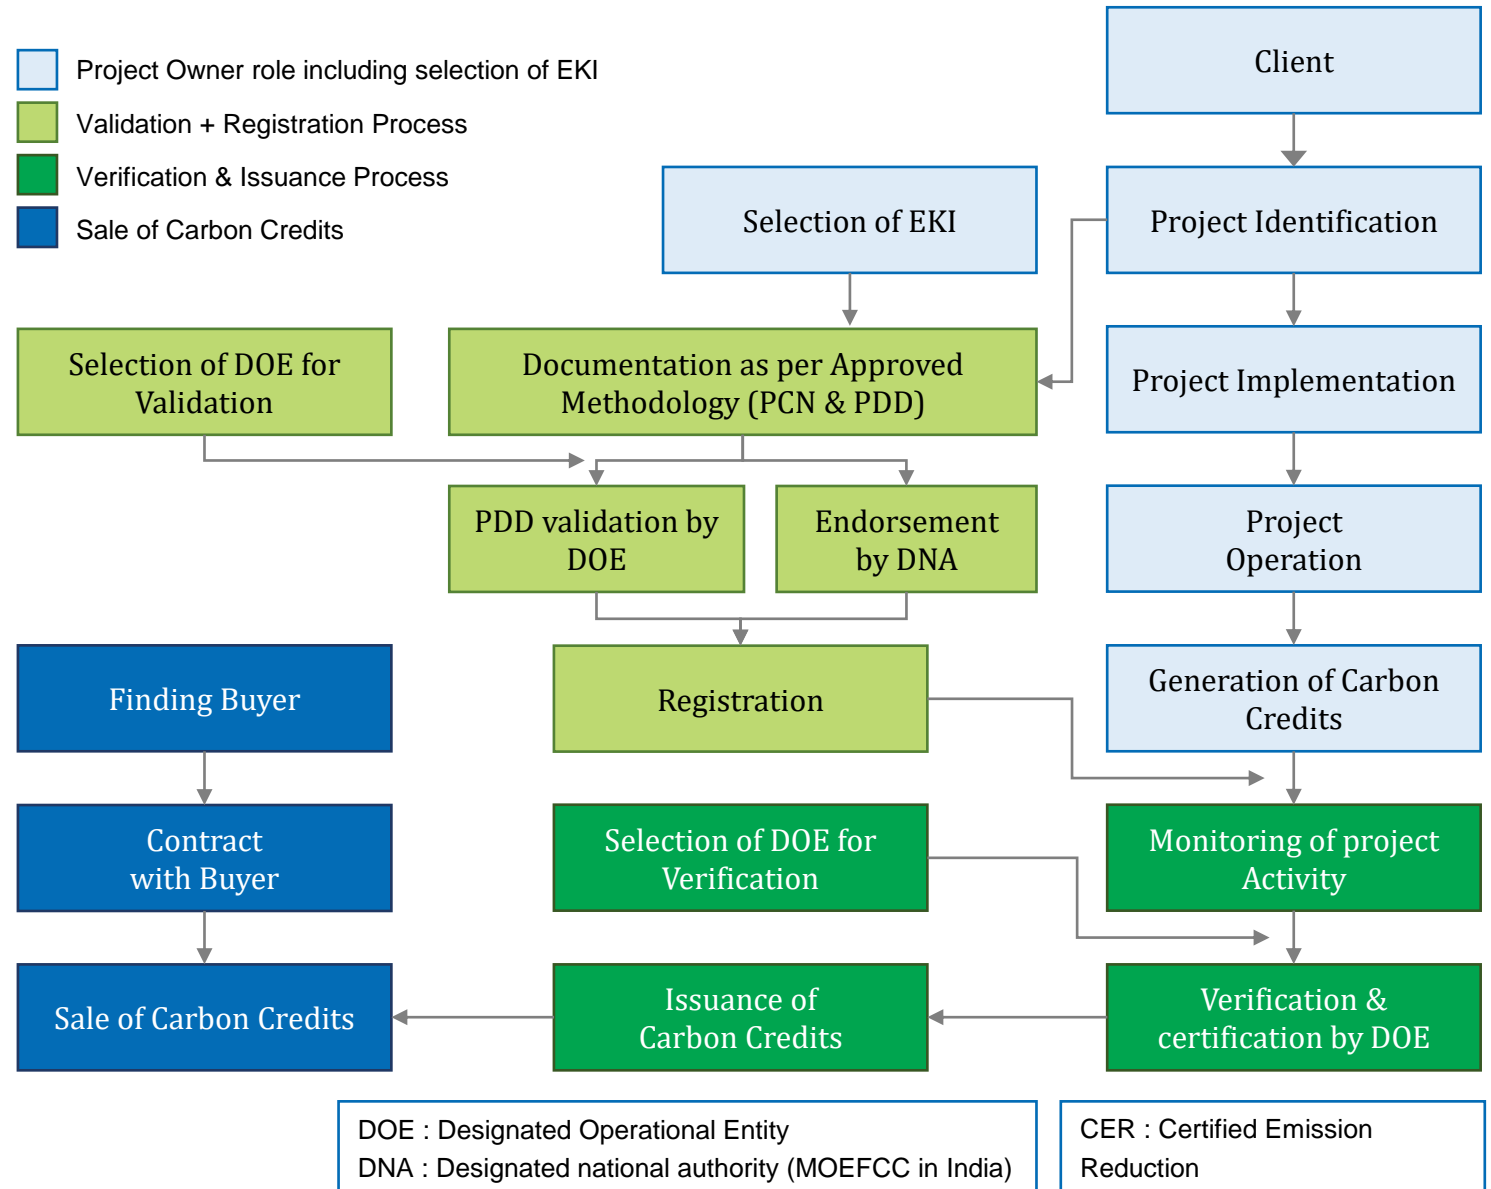 Project Owner role including selection of EKI
Validation + Registration Process
Verification & Issuance Process
Sale of Carbon Credits
Client
Selection of EKI
Project Identification
Selection of DOE for
Validation
Documentation as per Approved
Methodology (PCN & PDD)
Project Implementation
PDD validation by
DOE
Endorsement
by DNA
Project
Operation
Finding Buyer
Registration
Generation of Carbon
Credits
Contract
with Buyer
Selection of DOE for
Verification
Monitoring of project
Activity
Sale of Carbon Credits
Issuance of
Carbon Credits
Verification &
certification by DOE
DOE : Designated Operational Entity
DNA : Designated national authority (MOEFCC in India)
CER : Certified Emission
Reduction